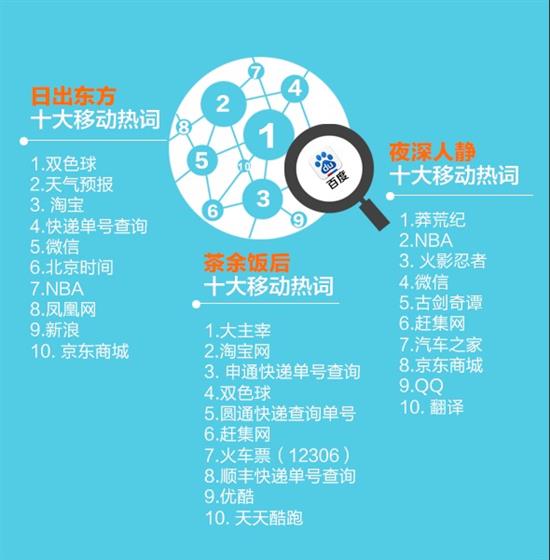 日出东方
十大移动热词
1.双色球
2.天气预报
3. 淘宝
4.快递单号查询
5.微信
6.北京时间
7.NBA
8.凤凰网
9.新浪
10. 京东商城
7
4
2
8
1
5
10
3
6
9
du
百度
茶余饭后
十大移动热词
1.大主宰
2.淘宝网
3. 申通快递单号查询
4.双色球
5.圆通快递查询单号
6.赶集网
7.火车票（12306）
8.顺丰快递单号查询
9.优酷
10. 天天酷跑
夜深人静
十大移动热词
1.莽荒纪
2.NBA
3. 火影忍者
4.微信
5.古剑奇谭
6.赶集网
7.汽车之家
8.京东商城
9.QQ
10. 翻译